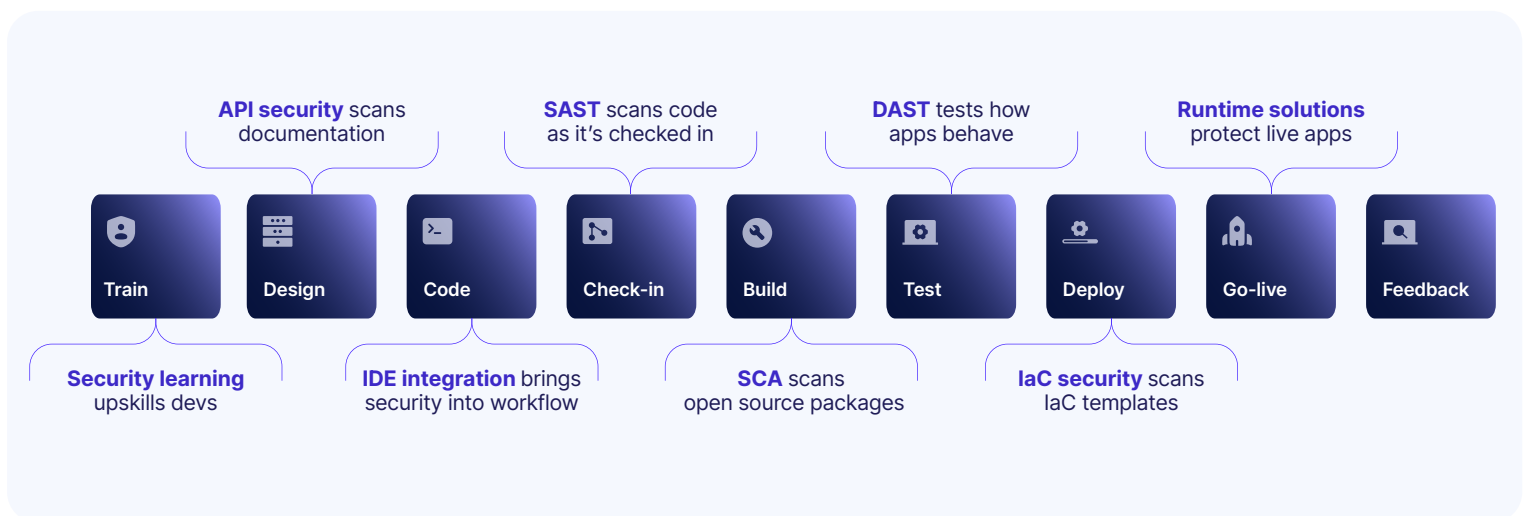 API security scans
documentation
SAST scans code
as it’s checked in
DAST tests how
apps behave
Runtime solutions
protect live apps
Train
Design
Code
Check-in
Build
Test
Deploy
Go-live
Feedback
Security learning
upskills devs
IDE integration brings
security into workflow
SCA scans
open source packages
IaC security scans
IaC templates